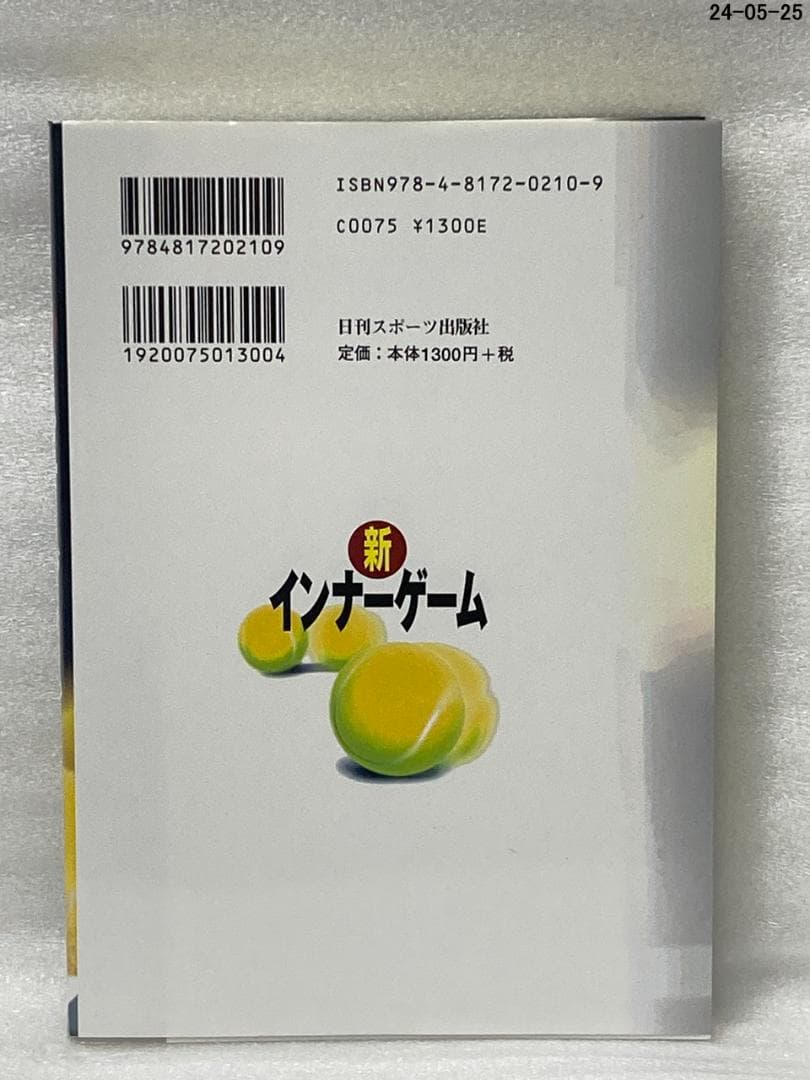 24-05-25
ISBN978-4-8172-0210-9
9784817202109
C0075 ¥1300E
1920075013004
日刊スポーツ出版社
定価：本体1300円＋税
新
インナーゲーム